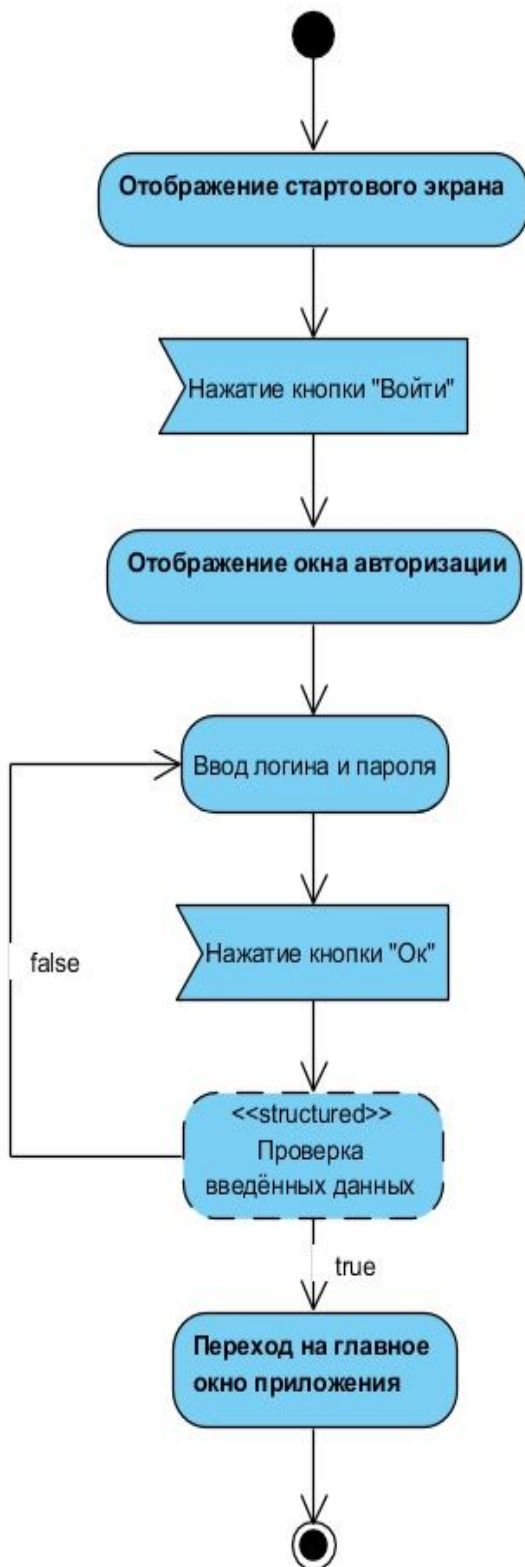 Отображение стартового экрана
Нажатие кнопки "Войти"
Отображение окна авторизации
Ввод логина и пароля
Нажатие кнопки "Ок"
false
<<structured>>
Проверка
введённых данных
true
Переход на главное
окно приложения